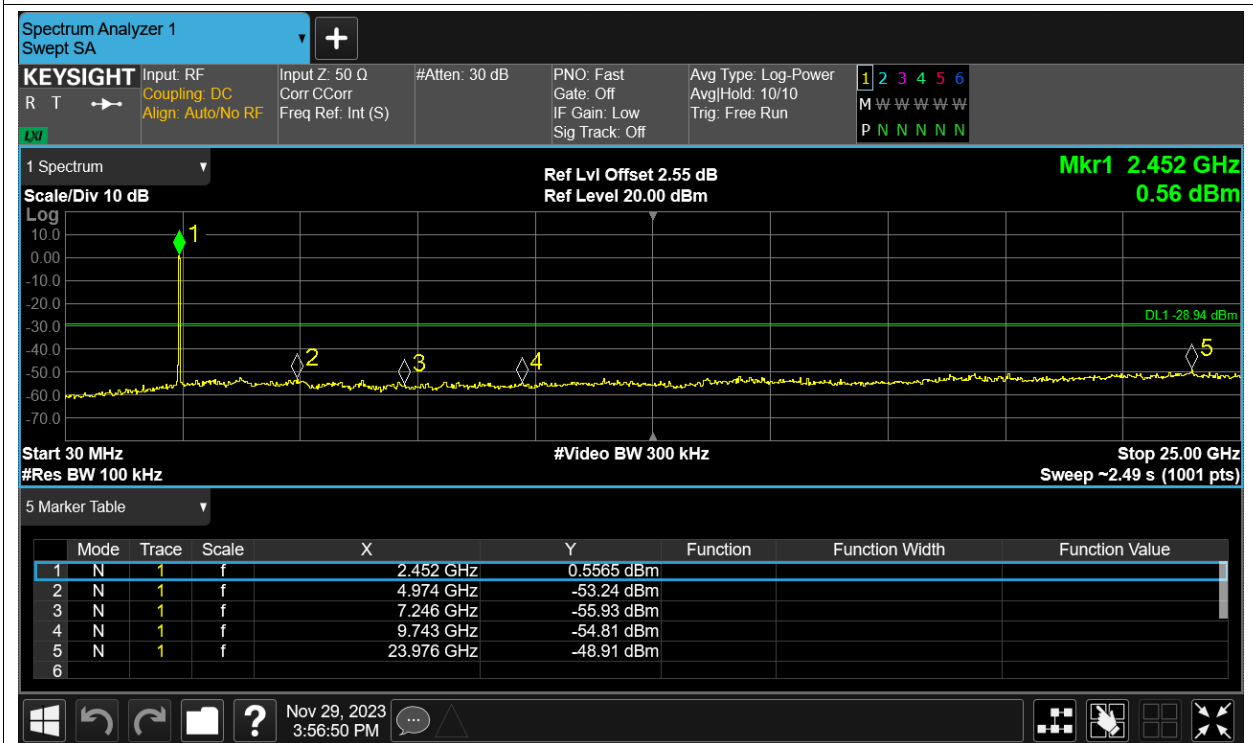 Spectrum Analyzer 1
Swept SA
+
KEYSIGHT Input: RF Input Z: 50 Ω #Atten: 30 dB PNO: Fast Avg Type: Log-Power 1 2 3 4 5 6
R T Coupling: DC Corr CCorr Gate: Off Avg|Hold: 10/10 M W W W W W W
Align: Auto/No RF Freq Ref: Int (S) IF Gain: Low Trig: Free Run
LXI Sig Track: Off P N N N N N N
1 Spectrum
Ref Lvl Offset 2.55 dB
Mkr1 2.452 GHz
Scale/Div 10 dB Ref Level 20.00 dBm 0.56 dBm
Log
10.0
0.00
-10.0
-20.0
-30.0
-40.0
-50.0
-60.0
-70.0
1
DL1 -28.94 dBm
2
3
4
5
Start 30 MHz #Video BW 300 kHz Stop 25.00 GHz
#Res BW 100 kHz Sweep ~2.49 s (1001 pts)
5 Marker Table
Mode Trace Scale X Y Function Function Width Function Value
1 N 1 f 2.452 GHz 0.5565 dBm
2 N 1 f 4.974 GHz -53.24 dBm
3 N 1 f 7.246 GHz -55.93 dBm
4 N 1 f 9.743 GHz -54.81 dBm
5 N 1 f 23.976 GHz -48.91 dBm
6
? Nov 29, 2023
3:56:50 PM